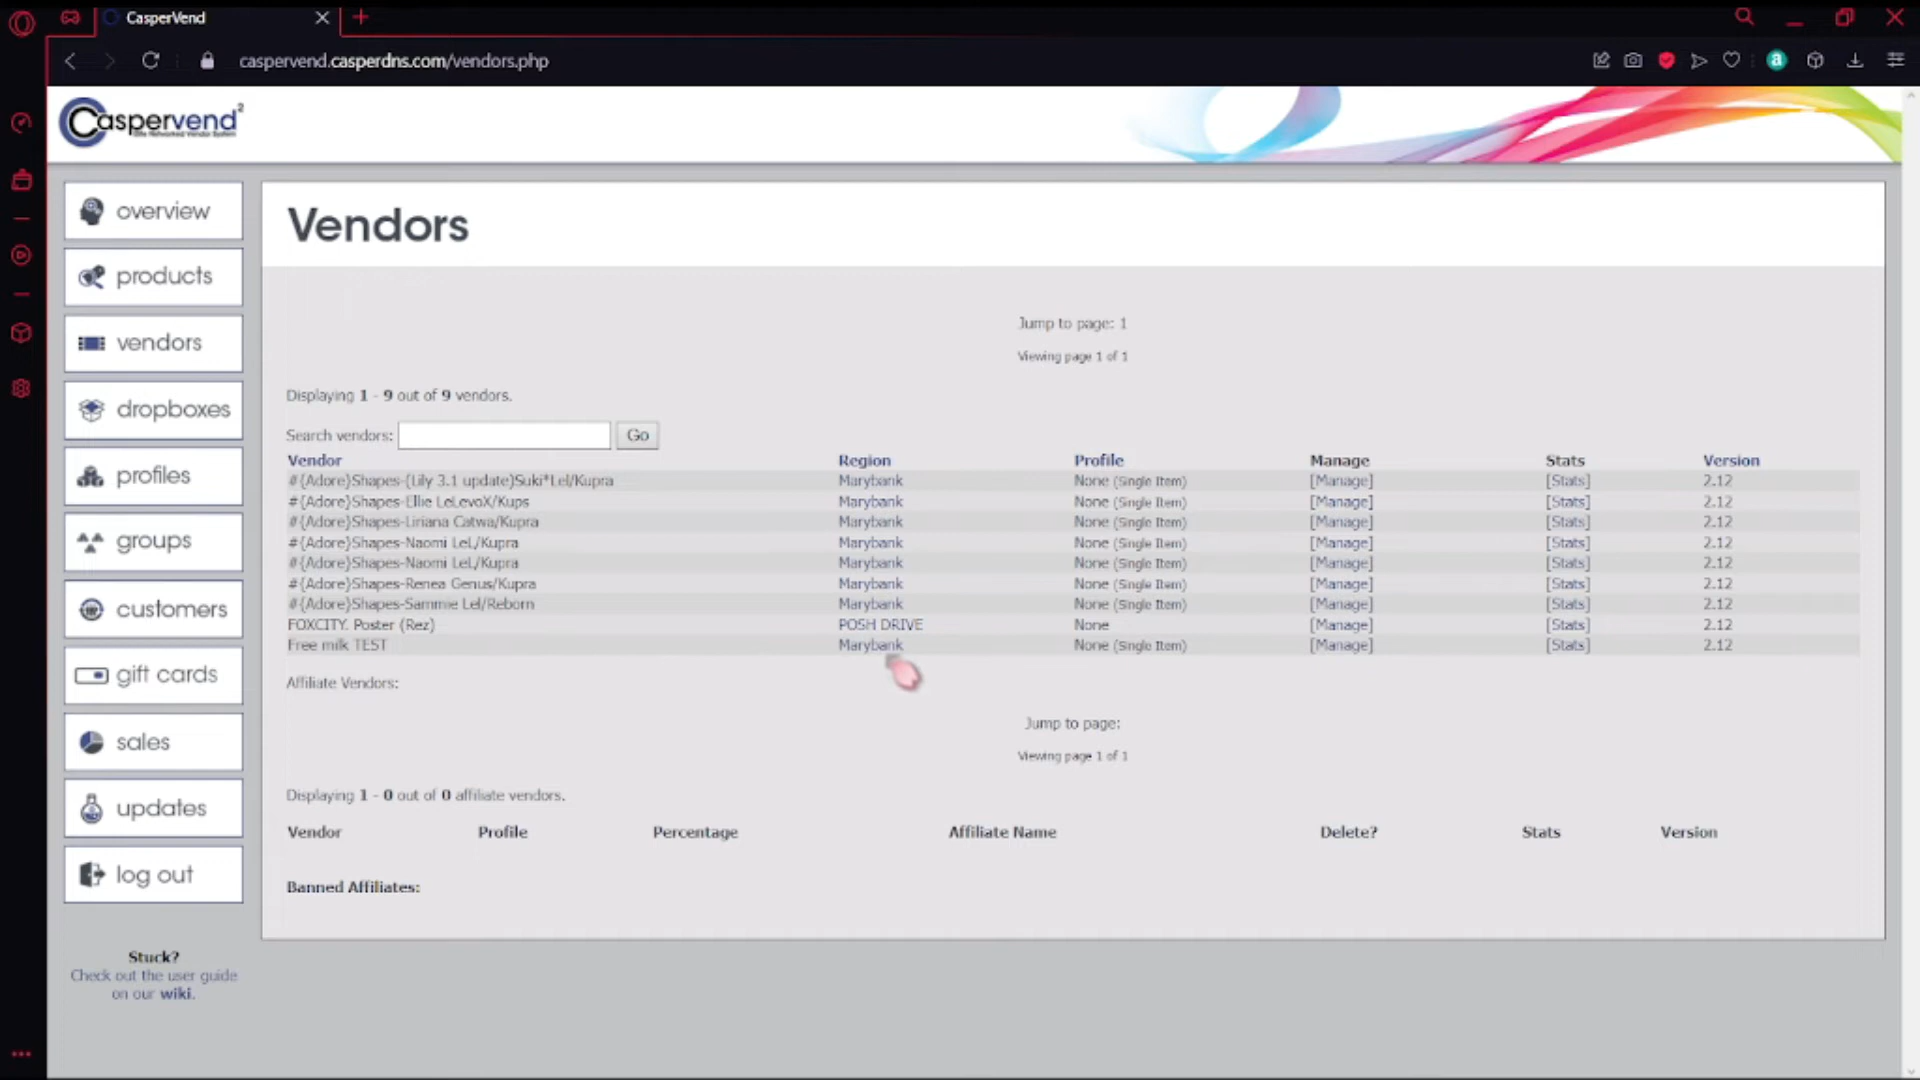 CasperVend
caspervend.casperdns.com/vendors.php
Caspervend2
overview
products
vendors
dropboxes
profiles
groups
customers
gift cards
sales
updates
log out
Stuck?
Check out the user guide
on our wiki.
Vendors
Jump to page: 1
Viewing page 1 of 1
Displaying 1 - 9 out of 9 vendors.
Search vendors: Go
Vendor Region Profile Manage Stats Version
#{Adore}Shapes-{Lily 3.1 update}Suki*Lel/Kupra Marybank None (Single Item) [Manage] [Stats] 2.12
#{Adore}Shapes-Ellie LeLevoX/Kups Marybank None (Single Item) [Manage] [Stats] 2.12
#{Adore}Shapes-Liriana Catwa/Kupra Marybank None (Single Item) [Manage] [Stats] 2.12
#{Adore}Shapes-Naomi LeL/Kupra Marybank None (Single Item) [Manage] [Stats] 2.12
#{Adore}Shapes-Naomi LeL/Kupra Marybank None (Single Item) [Manage] [Stats] 2.12
#{Adore}Shapes-Renea Genus/Kupra Marybank None (Single Item) [Manage] [Stats] 2.12
#{Adore}Shapes-Sammie Lel/Reborn Marybank None (Single Item) [Manage] [Stats] 2.12
FOXCITY. Poster (Rez) POSH DRIVE None [Manage] [Stats] 2.12
Free milk TEST Marybank None (Single Item) [Manage] [Stats] 2.12
Affiliate Vendors:
Jump to page:
Viewing page 1 of 1
Displaying 1 - 0 out of 0 affiliate vendors.
Vendor Profile Percentage Affiliate Name Delete? Stats Version
Banned Affiliates: